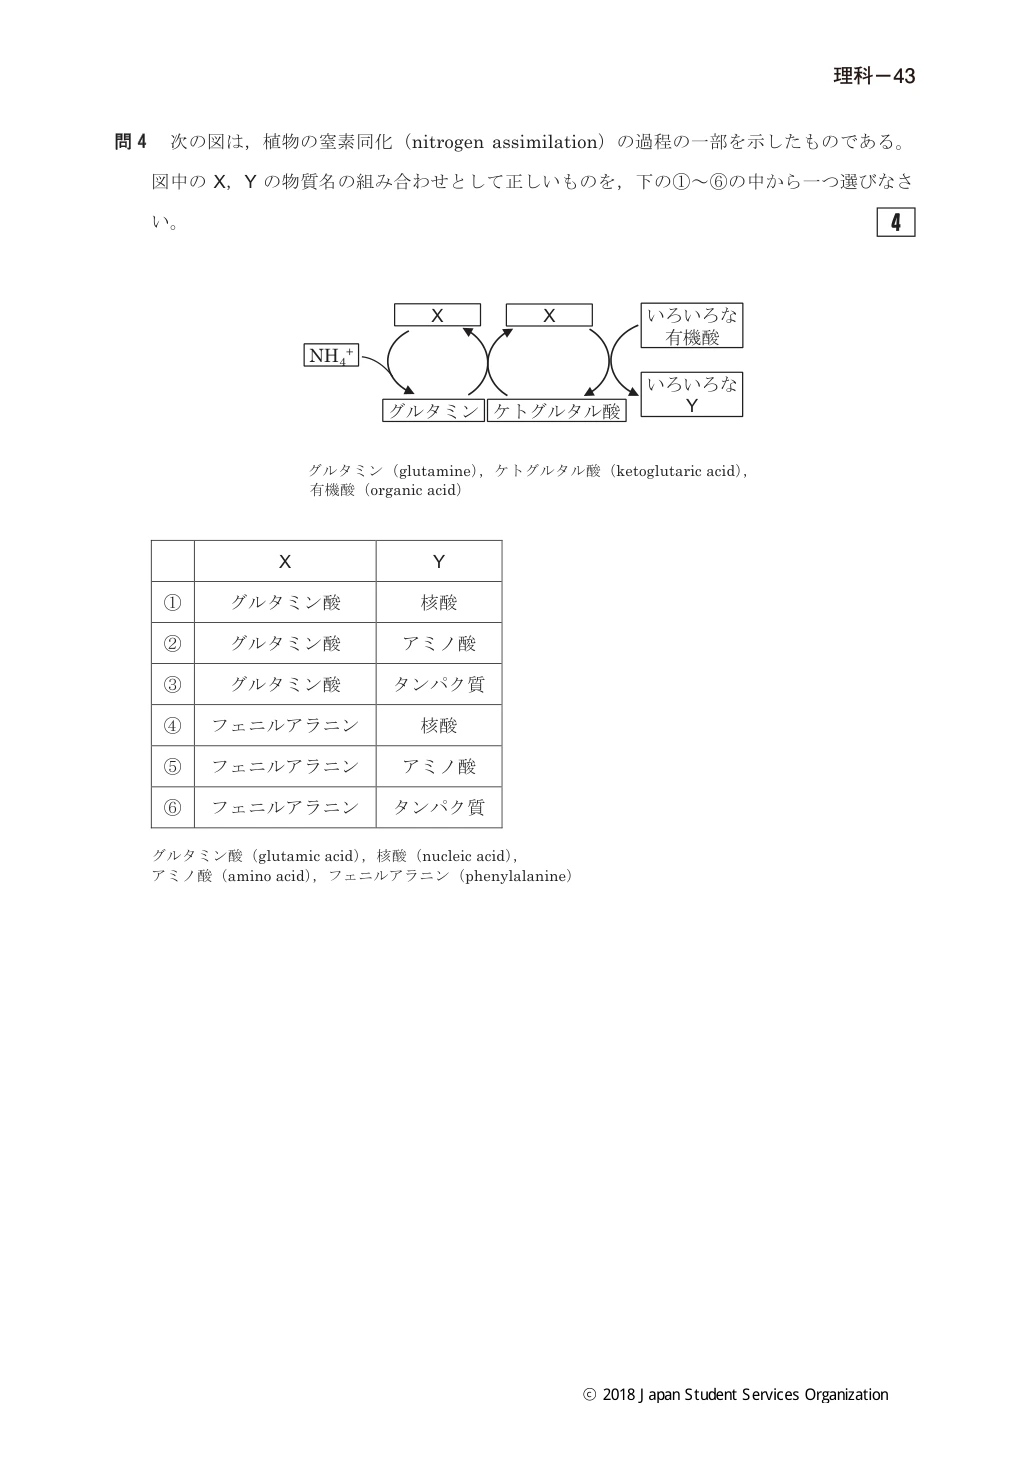 理科－43
問4　次の図は，植物の窒素同化（nitrogen assimilation）の過程の一部を示したものである。
図中の X，Y の物質名の組み合わせとして正しいものを，下の①～⑥の中から一つ選びなさ
い。
4
X
X
いろいろな
有機酸
NH₄⁺
いろいろな
Y
グルタミン
ケトグルタル酸
グルタミン（glutamine），ケトグルタル酸（ketoglutaric acid），
有機酸（organic acid）
X Y
① グルタミン酸 核酸
② グルタミン酸 アミノ酸
③ グルタミン酸 タンパク質
④ フェニルアラニン 核酸
⑤ フェニルアラニン アミノ酸
⑥ フェニルアラニン タンパク質
グルタミン酸（glutamic acid），核酸（nucleic acid），
アミノ酸（amino acid），フェニルアラニン（phenylalanine）
© 2018 Japan Student Services Organization